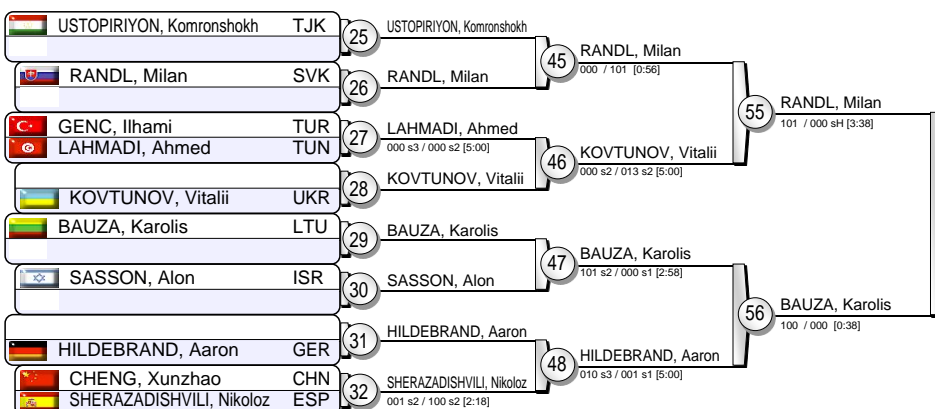 USTOPIRIYON, Komronshokh TJK
25
USTOPIRIYON, Komronshokh
RANDL, Milan SVK
26
RANDL, Milan
GENC, Ilhami TUR
LAHMADI, Ahmed TUN
27
LAHMADI, Ahmed
000 s3 / 000 s2 [5:00]
KOVTUNOV, Vitalii UKR
28
KOVTUNOV, Vitalii
BAUZA, Karolis LTU
29
BAUZA, Karolis
SASSON, Alon ISR
30
SASSON, Alon
HILDEBRAND, Aaron GER
31
HILDEBRAND, Aaron
CHENG, Xunzhao CHN
SHERAZADISHVILI, Nikoloz ESP
32
SHERAZADISHVILI, Nikoloz
001 s2 / 100 s2 [2:18]
45
RANDL, Milan
000 / 101 [0:56]
46
KOVTUNOV, Vitalii
000 s2 / 013 s2 [5:00]
47
BAUZA, Karolis
101 s2 / 000 s1 [2:58]
48
HILDEBRAND, Aaron
010 s3 / 001 s1 [5:00]
55
RANDL, Milan
101 / 000 sH [3:38]
56
BAUZA, Karolis
100 / 000 [0:38]